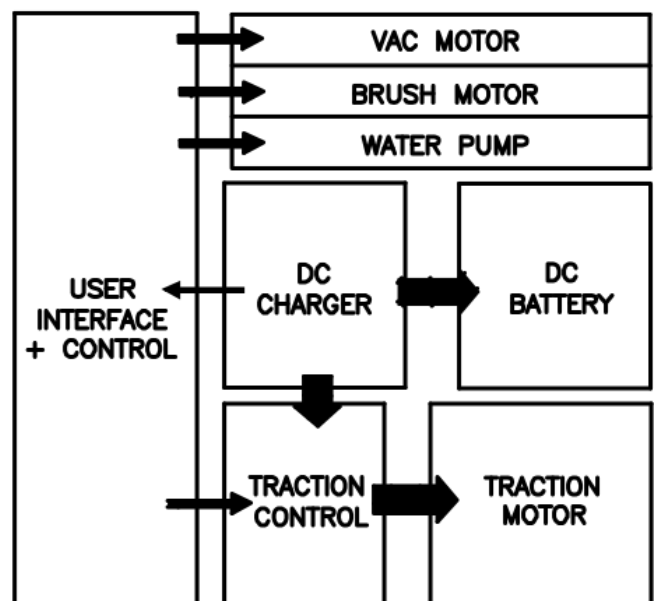 VAC MOTOR
BRUSH MOTOR
WATER PUMP
USER
INTERFACE
+ CONTROL
DC
CHARGER
DC
BATTERY
TRACTION
CONTROL
TRACTION
MOTOR